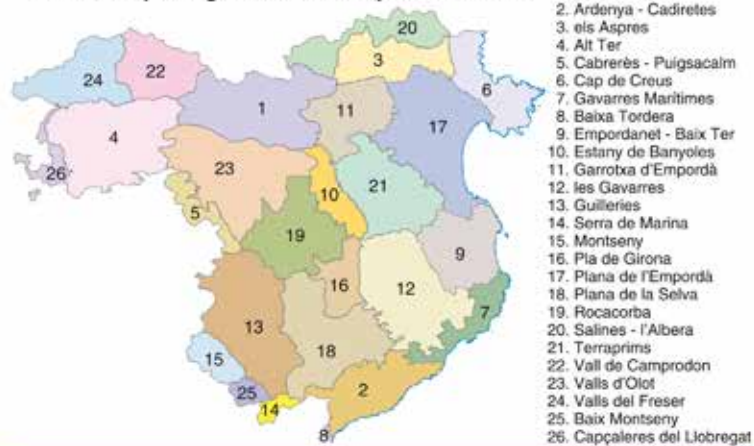 2. Ardenya - Cadiretes
3. els Aspres
4. Alt Ter
5. Cabrerès - Puigsacalm
6. Cap de Creus
7. Gavarres Marítimes
8. Baixa Tordera
9. Empordanet - Baix Ter
10. Estany de Banyoles
11. Garrotxa d'Empordà
12. les Gavarres
13. Guilleries
14. Serra de Marina
15. Montseny
16. Pla de Girona
17. Plana de l'Empordà
18. Plana de la Selva
19. Rocacorba
20. Salines - l'Albera
21. Terraprims
22. Vall de Camprodon
23. Valls d'Olot
24. Valls del Freser
25. Baix Montseny
26. Capçaleres del Llobregat
20
22
3
24
6
1
11
17
4
23
26
10
21
5
19
9
16
12
7
13
15
18
25
2
14
8